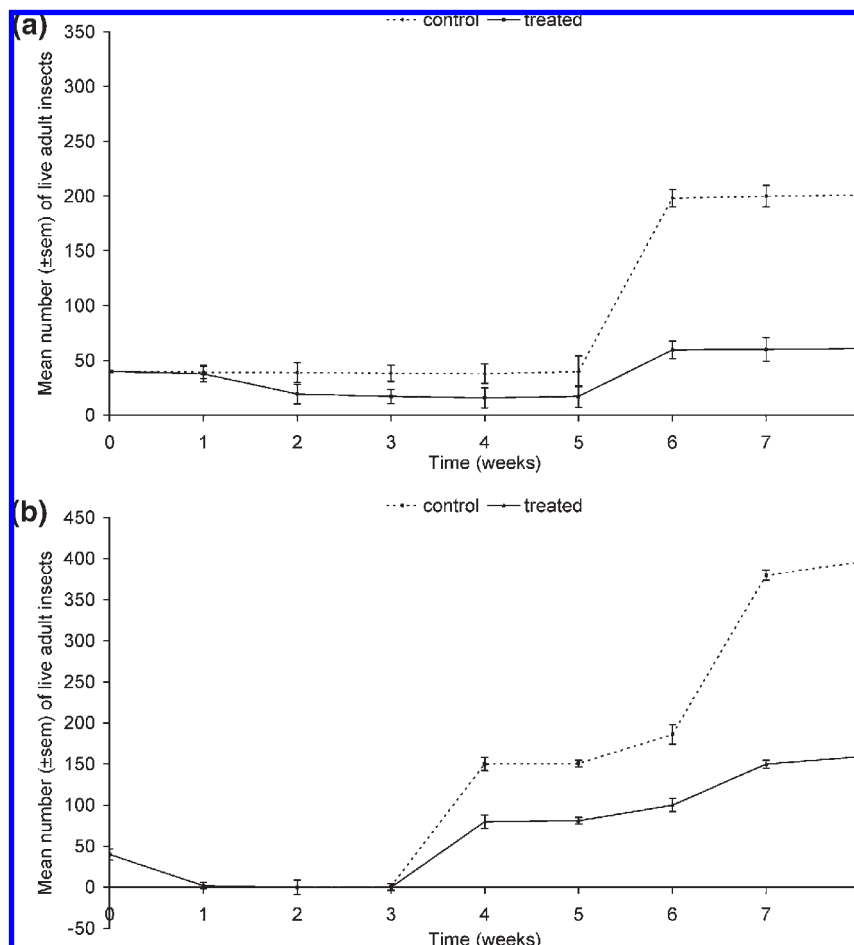 (a)
control treated
Mean number (±sem) of live adult insects
350
300
250
200
150
100
50
0
0 1 2 3 4 5 6 7
Time (weeks)
(b)
control treated
Mean number (±sem) of live adult insects
450
400
350
300
250
200
150
100
50
0
-50
0 1 2 3 4 5 6 7
Time (weeks)